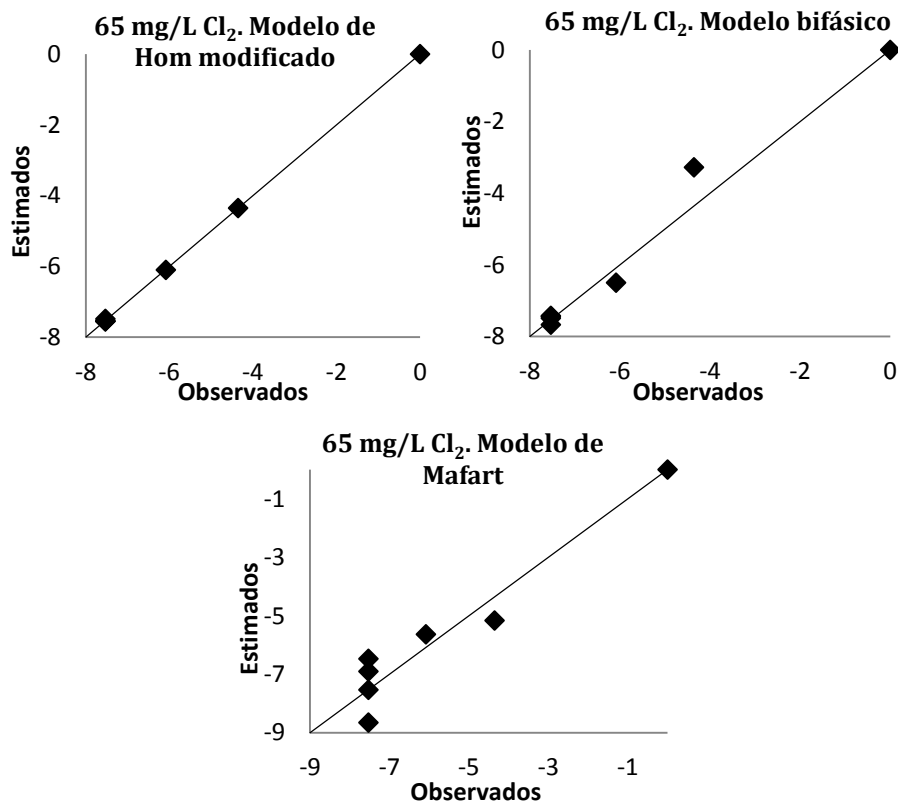 65 mg/L Cl₂. Modelo de
Hom modificado
0
-2
-4
-6
-8
Estimados
-8
-6
-4
-2
0
Observados
65 mg/L Cl₂. Modelo bifásico
0
-2
-4
-6
-8
Estimados
-8
-6
-4
-2
0
Observados
65 mg/L Cl₂. Modelo de
Mafart
-1
-3
-5
-7
-9
Estimados
-9
-7
-5
-3
-1
Observados